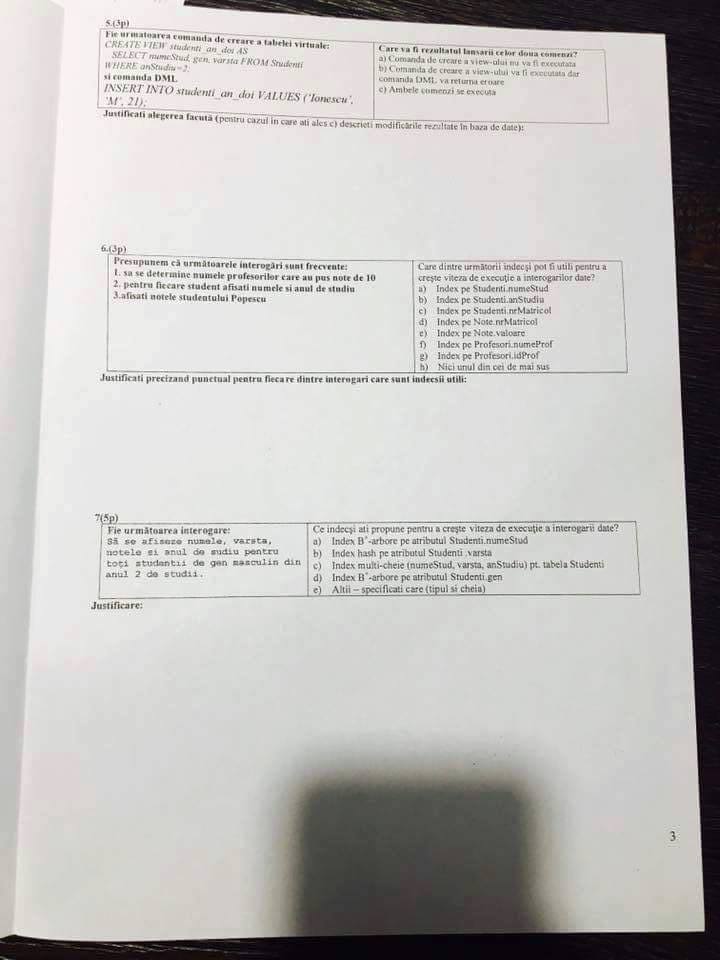 5.(3p)
Fie urmatoarea comanda de creare a tabelei virtuale:
CREATE VIEW studenti_an_doi AS
SELECT numeStud, gen, varsta FROM Studenti
WHERE anStudiu=2;
si comanda DML
INSERT INTO studenti_an_doi VALUES ('Ionescu',
'M', 21);
Care va fi rezultatul lansarii celor doua comenzi?
a) Comanda de creare a view-ului nu va fi executata
b) Comanda de creare a view-ului va fi executata dar
comanda DML va returna eroare
c) Ambele comenzi se executa
Justificati alegerea facută (pentru cazul in care ati ales c) descrieti modificările rezultate în baza de date):
6.(3p)
Presupunem că următoarele interogări sunt frecvente:
1. sa se determine numele profesorilor care au pus note de 10
2. pentru fiecare student afisati numele si anul de studiu
3.afisati notele studentului Popescu
Care dintre următorii indecşi pot fi utili pentru a
creşte viteza de execuţie a interogarilor date?
a) Index pe Studenti.numeStud
b) Index pe Studenti.anStudiu
c) Index pe Studenti.nrMatricol
d) Index pe Note.nrMatricol
e) Index pe Note.valoare
f) Index pe Profesori.numeProf
g) Index pe Profesori.idProf
h) Nici unul din cei de mai sus
Justificati precizand punctual pentru fiecare dintre interogari care sunt indecsii utili:
7(5p)
Fie următoarea interogare:
Să se afiseze numele, varsta,
notele si anul de sudiu pentru
toți studentii de gen masculin din
anul 2 de studii.
Ce indecşi ati propune pentru a creşte viteza de execuţie a interogarii date?
a) Index B+-arbore pe atributul Studenti.numeStud
b) Index hash pe atributul Studenti.varsta
c) Index multi-cheie (numeStud, varsta, anStudiu) pt. tabela Studenti
d) Index B+-arbore pe atributul Studenti.gen
e) Altii – specificati care (tipul si cheia)
Justificare:
3